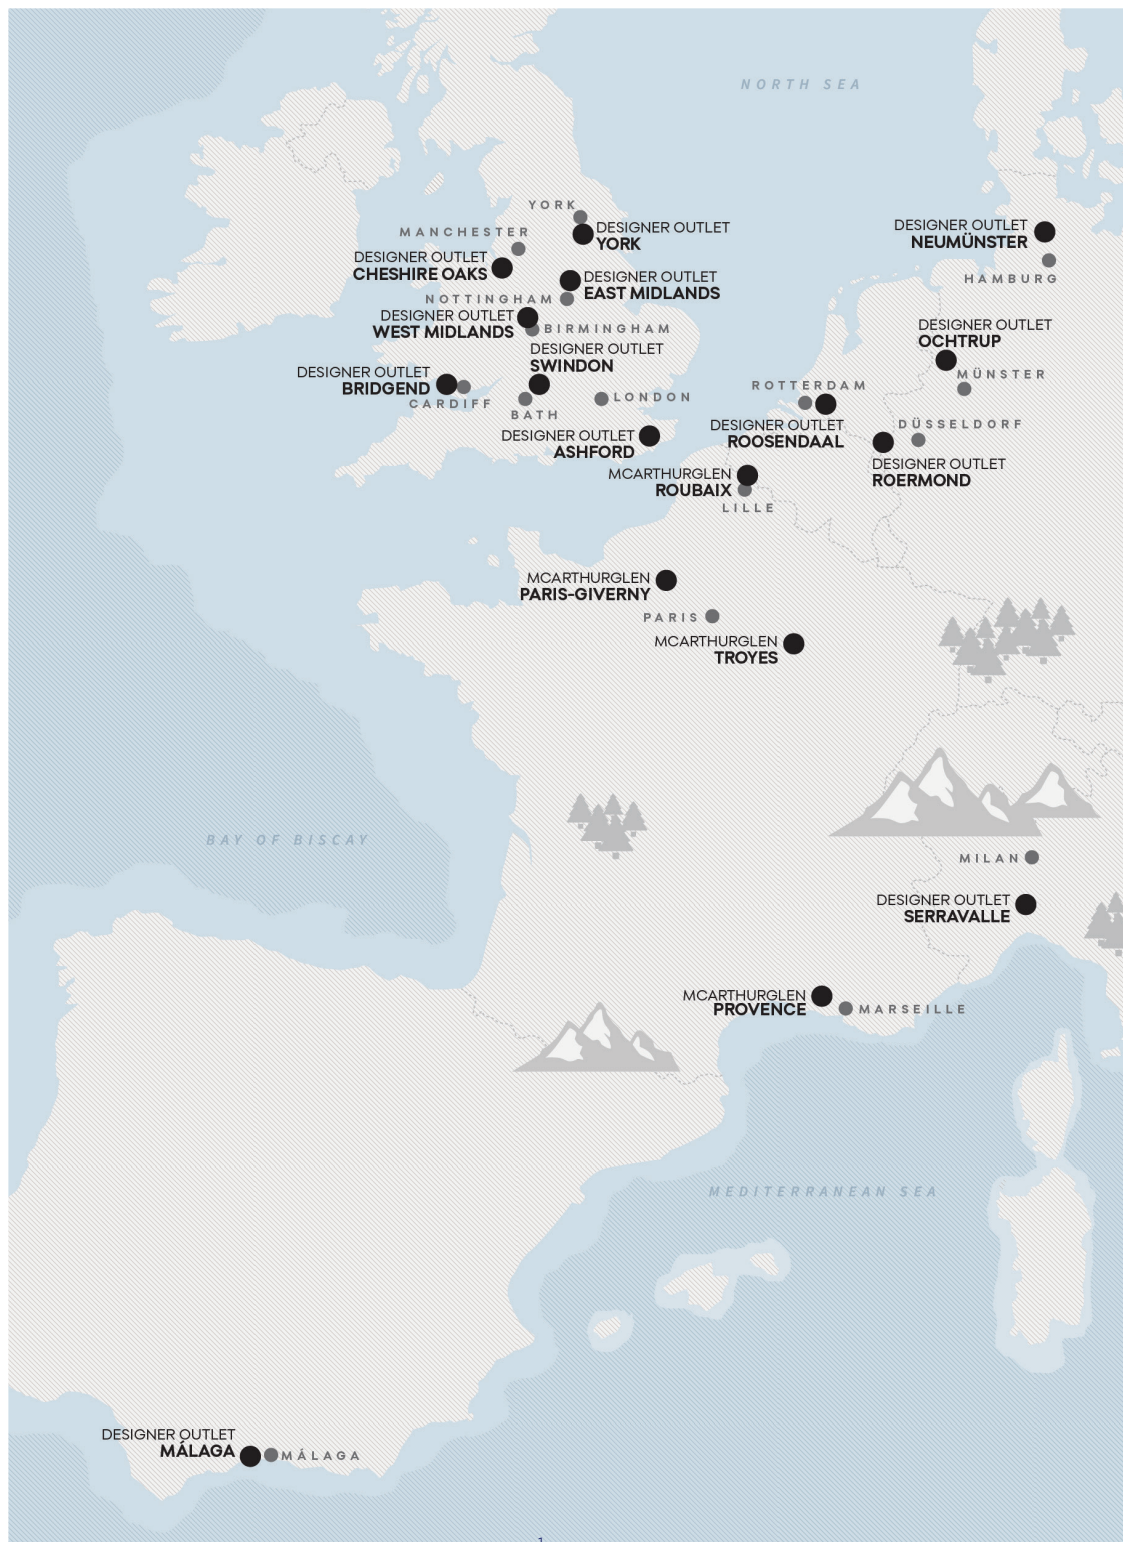 NORTH SEA
YORK
DESIGNER OUTLET
YORK
MANCHESTER
DESIGNER OUTLET
CHESHIRE OAKS
DESIGNER OUTLET
NEUMÜNSTER
HAMBURG
DESIGNER OUTLET
EAST MIDLANDS
NOTTINGHAM
DESIGNER OUTLET
WEST MIDLANDS
BIRMINGHAM
DESIGNER OUTLET
SWINDON
DESIGNER OUTLET
OCHTRUP
MÜNSTER
DESIGNER OUTLET
BRIDGEND
CARDIFF
BATH
LONDON
ROTTERDAM
DESIGNER OUTLET
ROOSENDAAL
DÜSSELDORF
DESIGNER OUTLET
ASHFORD
DESIGNER OUTLET
ROERMOND
MCARTHURGLEN
ROUBAIX
LILLE
MCARTHURGLEN
PARIS-GIVERNY
PARIS
MCARTHURGLEN
TROYES
BAY OF BISCAY
MILAN
DESIGNER OUTLET
SERRAVALLE
MCARTHURGLEN
PROVENCE
MARSEILLE
MEDITERRANEAN SEA
DESIGNER OUTLET
MÁLAGA
MÁLAGA
1